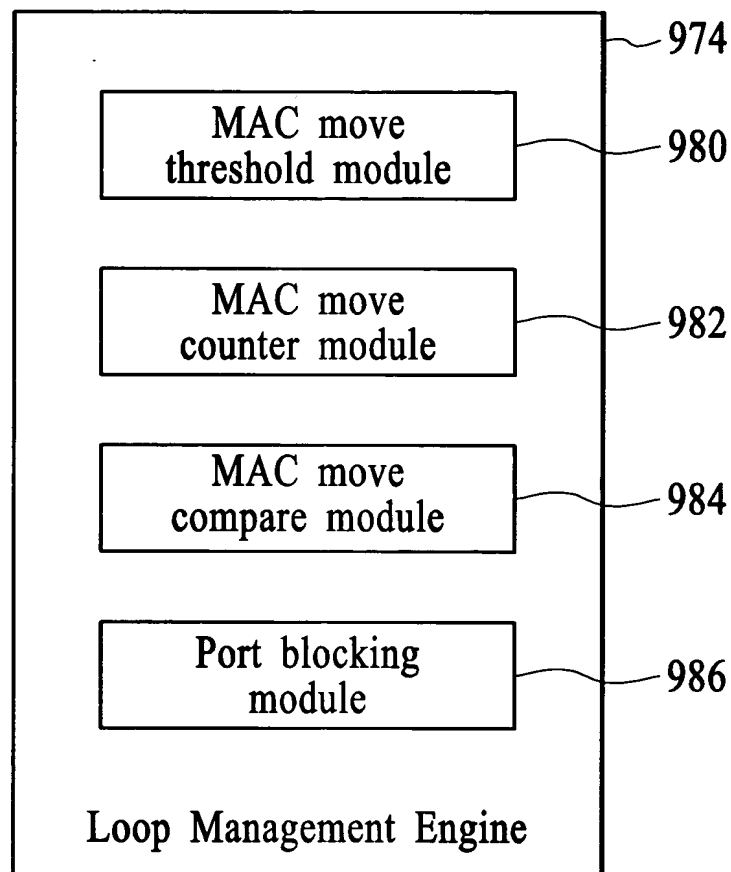 974
MAC move
threshold module
980
MAC move
counter module
982
MAC move
compare module
984
Port blocking
module
986
Loop Management Engine